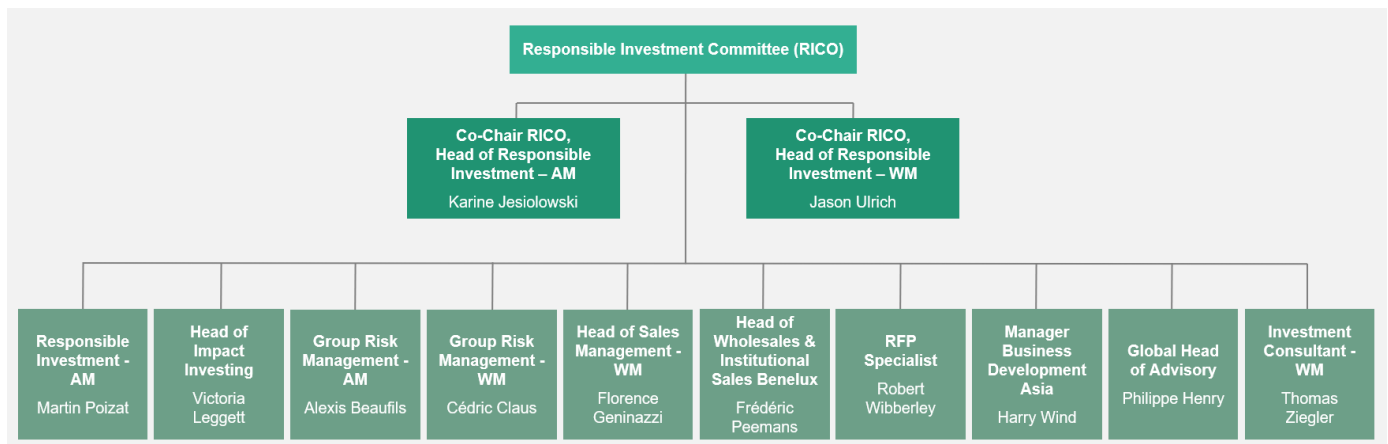 Responsible Investment Committee (RICO)
Co-Chair RICO,
Head of Responsible
Investment – AM
Karine Jesiolowski
Co-Chair RICO,
Head of Responsible
Investment – WM
Jason Ulrich
Responsible
Investment -
AM
Martin Poizat
Head of
Impact
Investing
Victoria
Leggett
Group Risk
Management -
AM
Alexis Beaufils
Group Risk
Management -
WM
Cédric Claus
Head of Sales
Management -
WM
Florence
Geninazzi
Head of
Wholesales &
Institutional
Sales Benelux
Frédéric
Peemans
RFP
Specialist
Robert
Wibberley
Manager
Business
Development
Asia
Harry Wind
Global Head
of Advisory
Philippe Henry
Investment
Consultant -
WM
Thomas
Ziegler